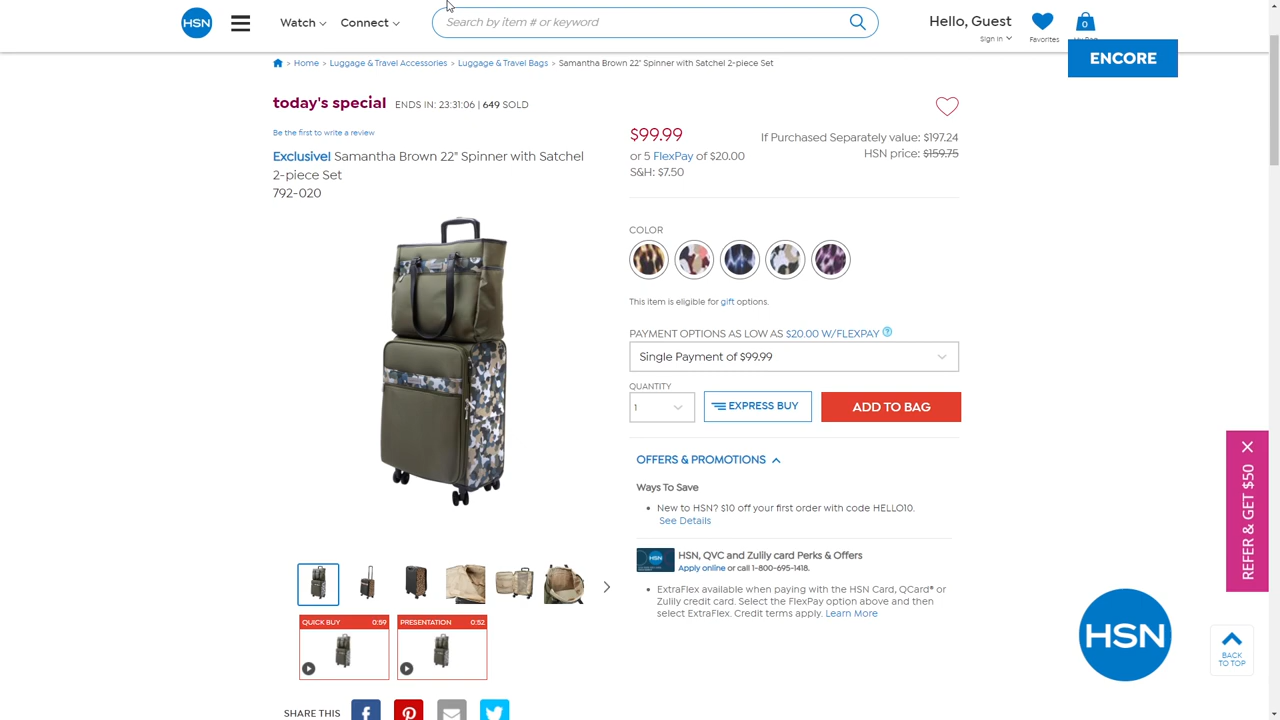 HSN
Watch
Connect
Search by item # or keyword
Hello, Guest
Sign In
Favorites
0
ENCORE
> Home > Luggage & Travel Accessories > Luggage & Travel Bags > Samantha Brown 22" Spinner with Satchel 2-piece Set
today's special ENDS IN: 23:31:06 | 649 SOLD
Be the first to write a review
Exclusive! Samantha Brown 22" Spinner with Satchel
2-piece Set
792-020
$99.99
or 5 FlexPay of $20.00
S&H: $7.50
If Purchased Separately value: $197.24
HSN price: $159.75
COLOR
This item is eligible for gift options.
PAYMENT OPTIONS AS LOW AS $20.00 W/FLEXPAY ?
Single Payment of $99.99
QUANTITY
1
EXPRESS BUY
ADD TO BAG
OFFERS & PROMOTIONS
Ways To Save
New to HSN? $10 off your first order with code HELLO10.
See Details
HSN, QVC and Zulily card Perks & Offers
Apply online or call 1-800-695-1418.
ExtraFlex available when paying with the HSN Card, QCard® or
Zulily credit card. Select the FlexPay option above and then
select ExtraFlex. Credit terms apply. Learn More
QUICK BUY 0:59
PRESENTATION 0:52
SHARE THIS
REFER & GET $50
HSN
BACK
TO TOP